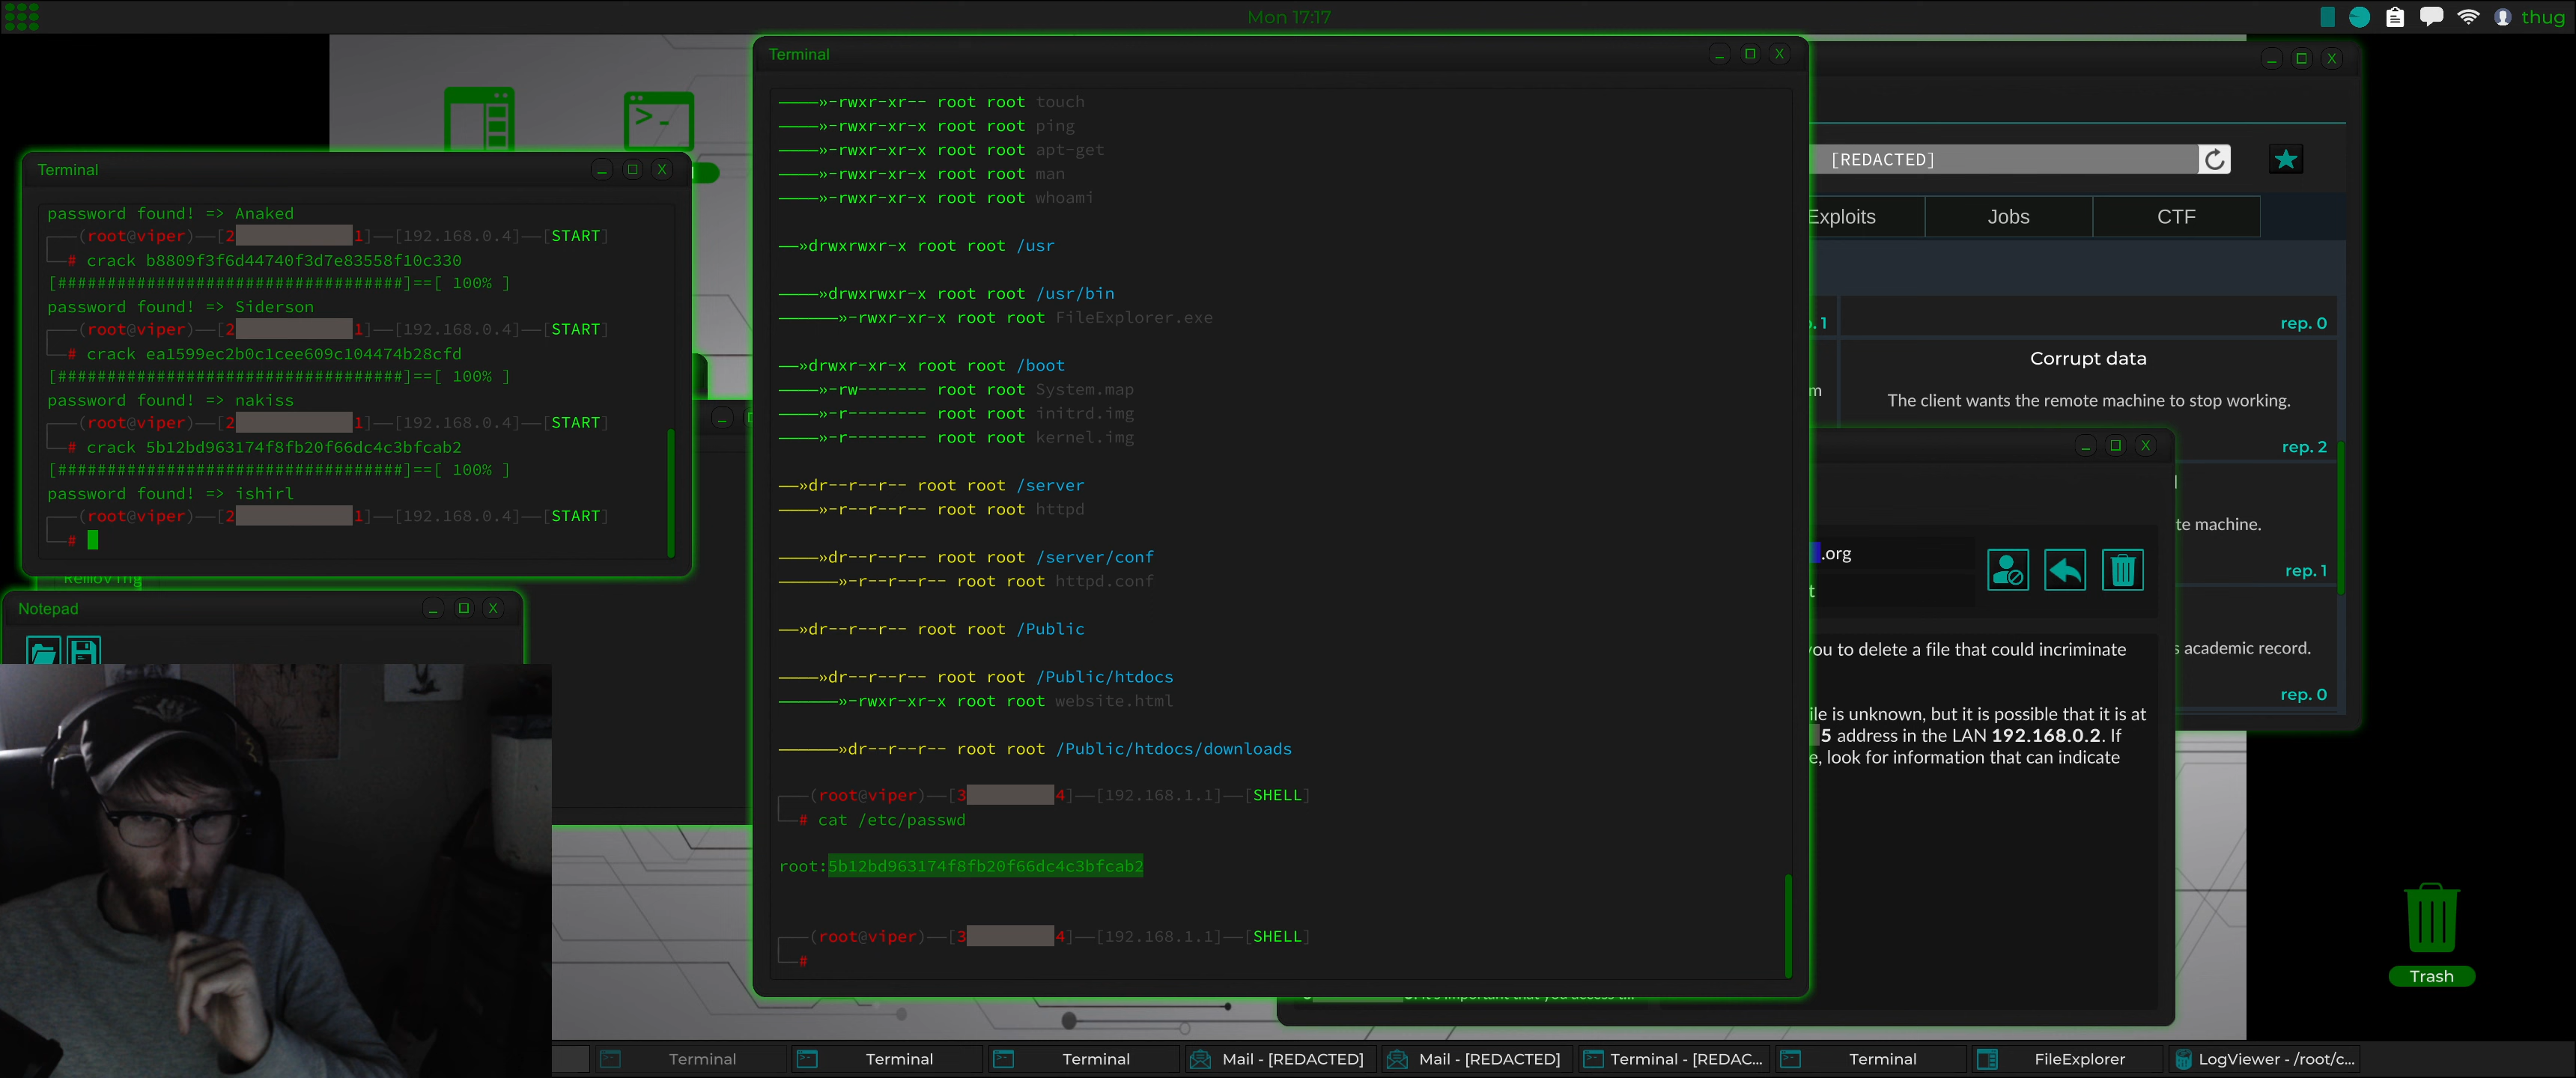 Mon 17:17
thug
Terminal
password found! => Anaked
(root@viper)—[2 1]—[192.168.0.4]—[START]
# crack b8809f3f6d44740f3d7e83558f10c330
[###################################]==[ 100% ]
password found! => Siderson
(root@viper)—[2 1]—[192.168.0.4]—[START]
# crack ea1599ec2b0c1cee609c104474b28cfd
[###################################]==[ 100% ]
password found! => nakiss
(root@viper)—[2 1]—[192.168.0.4]—[START]
# crack 5b12bd963174f8fb20f66dc4c3bfcab2
[###################################]==[ 100% ]
password found! => ishirl
(root@viper)—[2 1]—[192.168.0.4]—[START]
#
Removing
Notepad
Terminal
-rwxr-xr-- root root touch
-rwxr-xr-x root root ping
-rwxr-xr-x root root apt-get
-rwxr-xr-x root root man
-rwxr-xr-x root root whoami
drwxrwxr-x root root /usr
drwxrwxr-x root root /usr/bin
-rwxr-xr-x root root FileExplorer.exe
drwxr-xr-x root root /boot
-rw------- root root System.map
-r-------- root root initrd.img
-r-------- root root kernel.img
dr--r--r-- root root /server
-r--r--r-- root root httpd
dr--r--r-- root root /server/conf
-r--r--r-- root root httpd.conf
dr--r--r-- root root /Public
dr--r--r-- root root /Public/htdocs
-rwxr-xr-x root root website.html
dr--r--r-- root root /Public/htdocs/downloads
(root@viper)—[3 4]—[192.168.1.1]—[SHELL]
# cat /etc/passwd
root:5b12bd963174f8fb20f66dc4c3bfcab2
(root@viper)—[3 4]—[192.168.1.1]—[SHELL]
#
[REDACTED]
Exploits
Jobs
CTF
rep. 0
Corrupt data
The client wants the remote machine to stop working.
rep. 2
te machine.
rep. 1
s academic record.
rep. 0
.org
you to delete a file that could incriminate
ile is unknown, but it is possible that it is at
5 address in the LAN 192.168.0.2. If
e, look for information that can indicate
Trash
Terminal
Terminal
Terminal
Mail - [REDACTED]
Mail - [REDACTED]
Terminal - [REDAC...
Terminal
FileExplorer
LogViewer - /root/c...